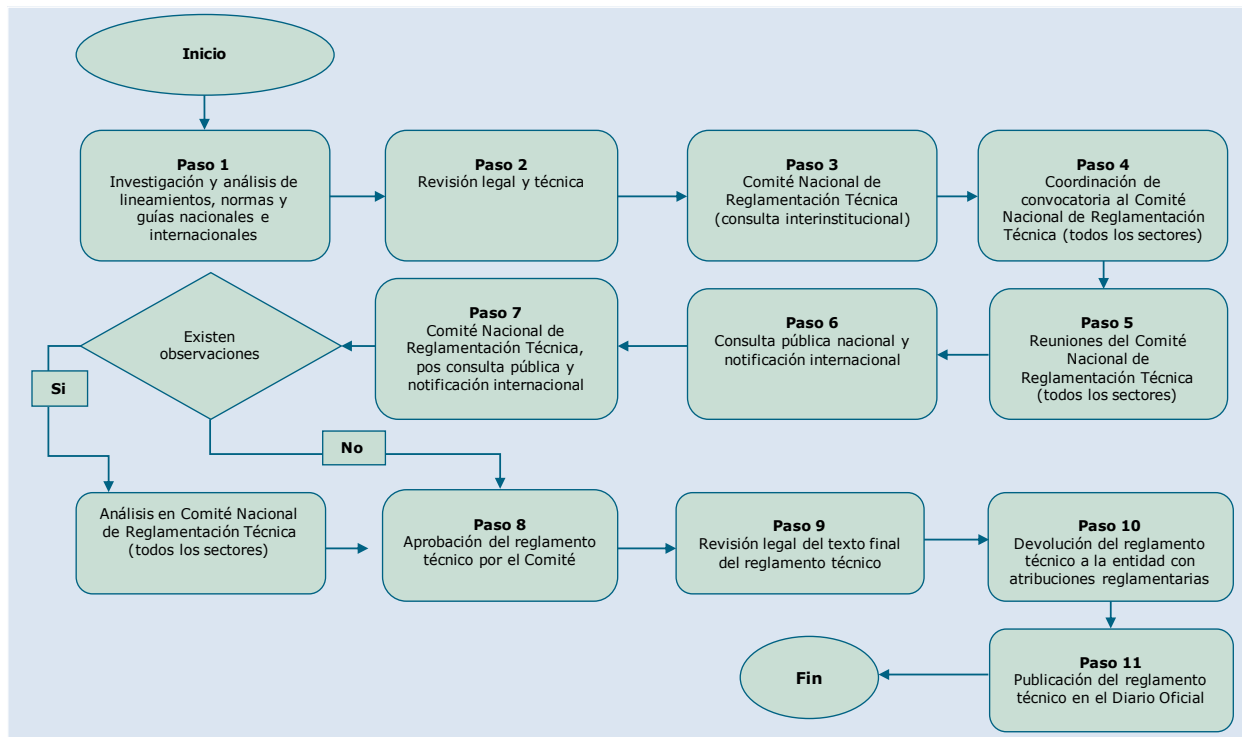 Inicio
Paso 1
Investigación y análisis de
lineamientos, normas y
guías nacionales e
internacionales
Paso 2
Revisión legal y técnica
Paso 3
Comité Nacional de
Reglamentación Técnica
(consulta interinstitucional)
Paso 4
Coordinación de
convocatoria al Comité
Nacional de Reglamentación
Técnica (todos los sectores)
Paso 5
Reuniones del Comité
Nacional de
Reglamentación Técnica
(todos los sectores)
Paso 6
Consulta pública nacional y
notificación internacional
Paso 7
Comité Nacional de
Reglamentación Técnica,
pos consulta pública y
notificación internacional
Existen
observaciones
Si
No
Análisis en Comité Nacional
de Reglamentación Técnica
(todos los sectores)
Paso 8
Aprobación del reglamento
técnico por el Comité
Paso 9
Revisión legal del texto final
del reglamento técnico
Paso 10
Devolución del reglamento
técnico a la entidad con
atribuciones reglamentarias
Paso 11
Publicación del reglamento
técnico en el Diario Oficial
Fin